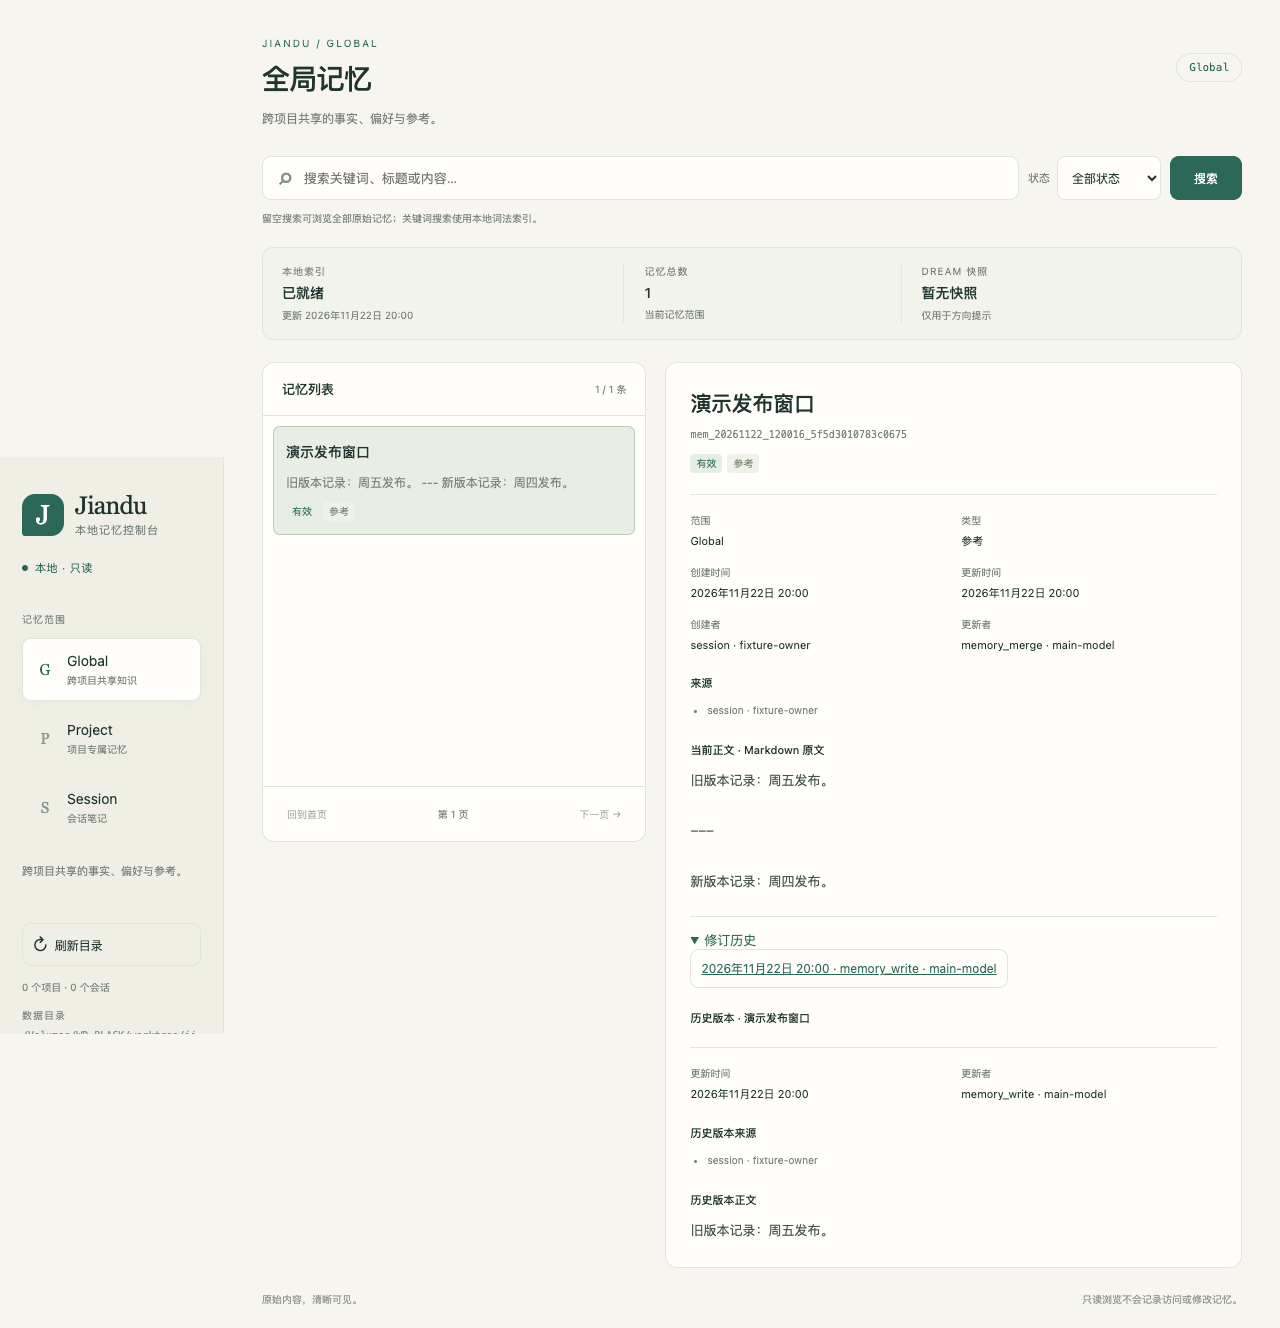 JIANDU / GLOBAL
全局记忆
跨项目共享的事实、偏好与参考。
Global
搜索关键词、标题或内容...
状态
全部状态
搜索
留空搜索可浏览全部原始记忆；关键词搜索使用本地词法索引。
本地索引
已就绪
更新 2026年11月22日 20:00
记忆总数
1
当前记忆范围
DREAM 快照
暂无快照
仅用于方向提示
J
Jiandu
本地记忆控制台
本地 · 只读
记忆范围
G
Global
跨项目共享知识
P
Project
项目专属记忆
S
Session
会话笔记
跨项目共享的事实、偏好与参考。
刷新目录
0 个项目 · 0 个会话
数据目录
记忆列表
1 / 1 条
演示发布窗口
旧版本记录：周五发布。 --- 新版本记录：周四发布。
有效
参考
回到首页
第 1 页
下一页 →
演示发布窗口
mem_20261122_120016_5f5d3010783c0675
有效
参考
范围
Global
类型
参考
创建时间
2026年11月22日 20:00
更新时间
2026年11月22日 20:00
创建者
session · fixture-owner
更新者
memory_merge · main-model
来源
• session · fixture-owner
当前正文 · Markdown 原文
旧版本记录：周五发布。
---
新版本记录：周四发布。
▼ 修订历史
2026年11月22日 20:00 · memory_write · main-model
历史版本 · 演示发布窗口
更新时间
2026年11月22日 20:00
更新者
memory_write · main-model
历史版本来源
• session · fixture-owner
历史版本正文
旧版本记录：周五发布。
原始内容，清晰可见。
只读浏览不会记录访问或修改记忆。